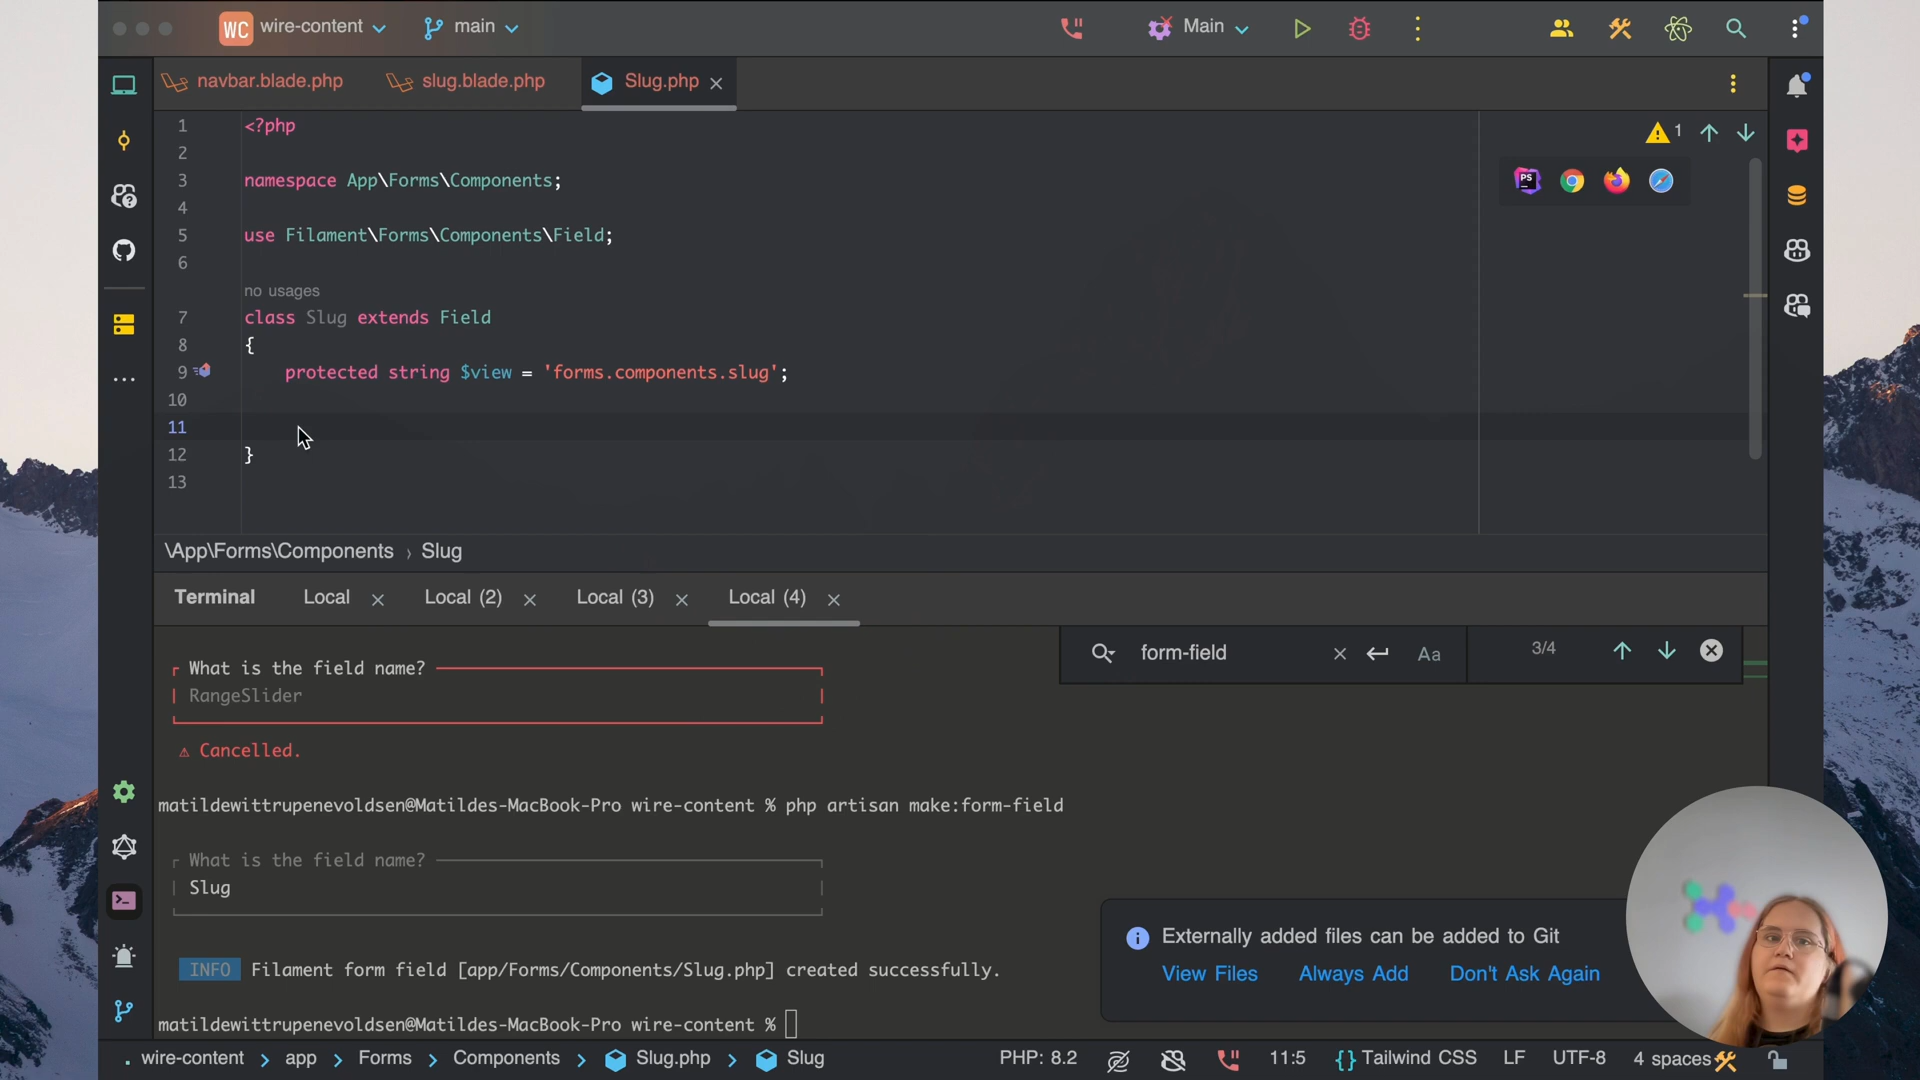 WC wire-content main Main
navbar.blade.php slug.blade.php Slug.php
1 <?php
2
3 namespace App\Forms\Components;
4
5 use Filament\Forms\Components\Field;
6
no usages
7 class Slug extends Field
8 {
9 protected string $view = 'forms.components.slug';
10
11
12 }
13
1
PS
\App\Forms\Components › Slug
Terminal Local Local (2) Local (3) Local (4)
form-field Aa 3/4
What is the field name?
RangeSlider
⚠ Cancelled.
matildewittrupenevoldsen@Matildes-MacBook-Pro wire-content % php artisan make:form-field
What is the field name?
Slug
INFO Filament form field [app/Forms/Components/Slug.php] created successfully.
matildewittrupenevoldsen@Matildes-MacBook-Pro wire-content %
Externally added files can be added to Git
View Files Always Add Don't Ask Again
wire-content > app > Forms > Components > Slug.php > Slug PHP: 8.2 11:5 {} Tailwind CSS LF UTF-8 4 spaces